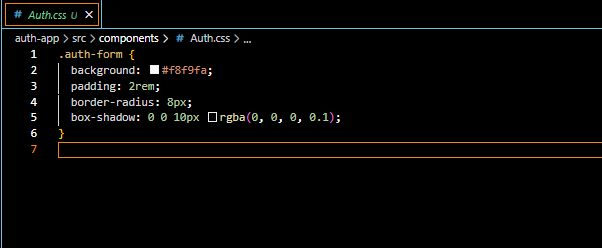 # Auth.css U ×
auth-app > src > components > # Auth.css > ...
1 .auth-form {
2 background: #f8f9fa;
3 padding: 2rem;
4 border-radius: 8px;
5 box-shadow: 0 0 10px rgba(0, 0, 0, 0.1);
6 }
7